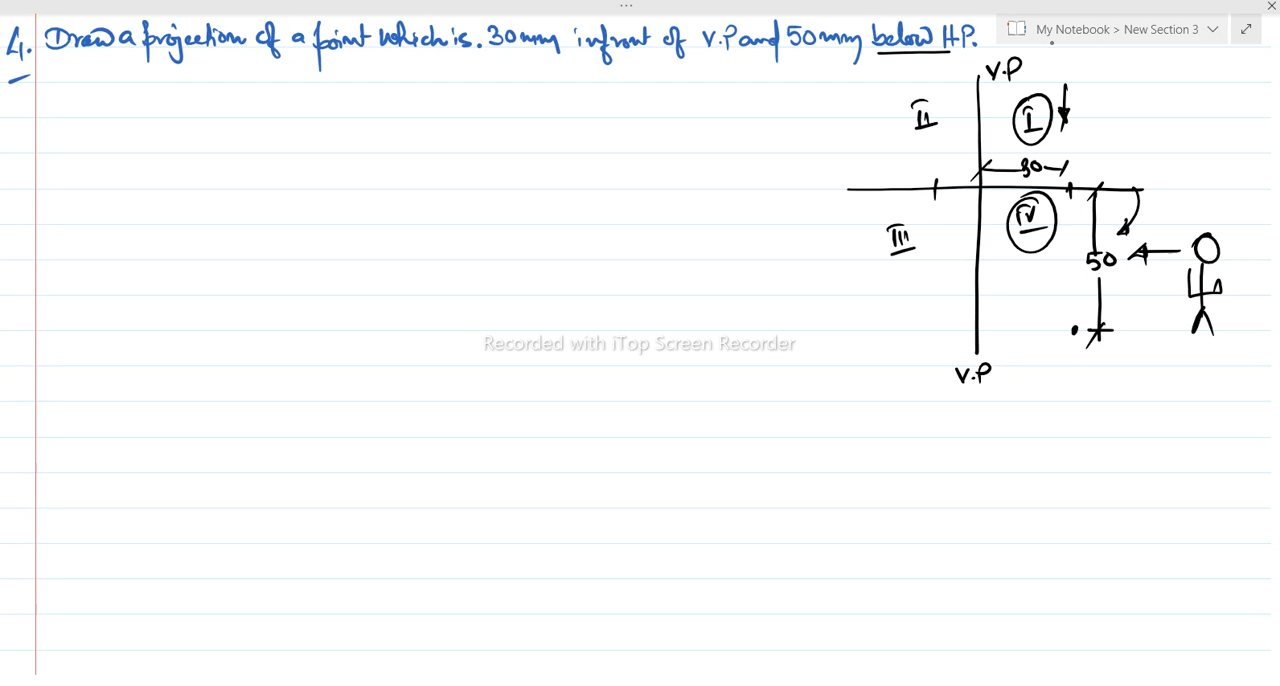 4. Draw a projection of a point which is. 30mm infront of V.P and 50mm below H.P.
My Notebook > New Section 3
V.P
II
I
30
IV
III
50
Recorded with iTop Screen Recorder
V.P